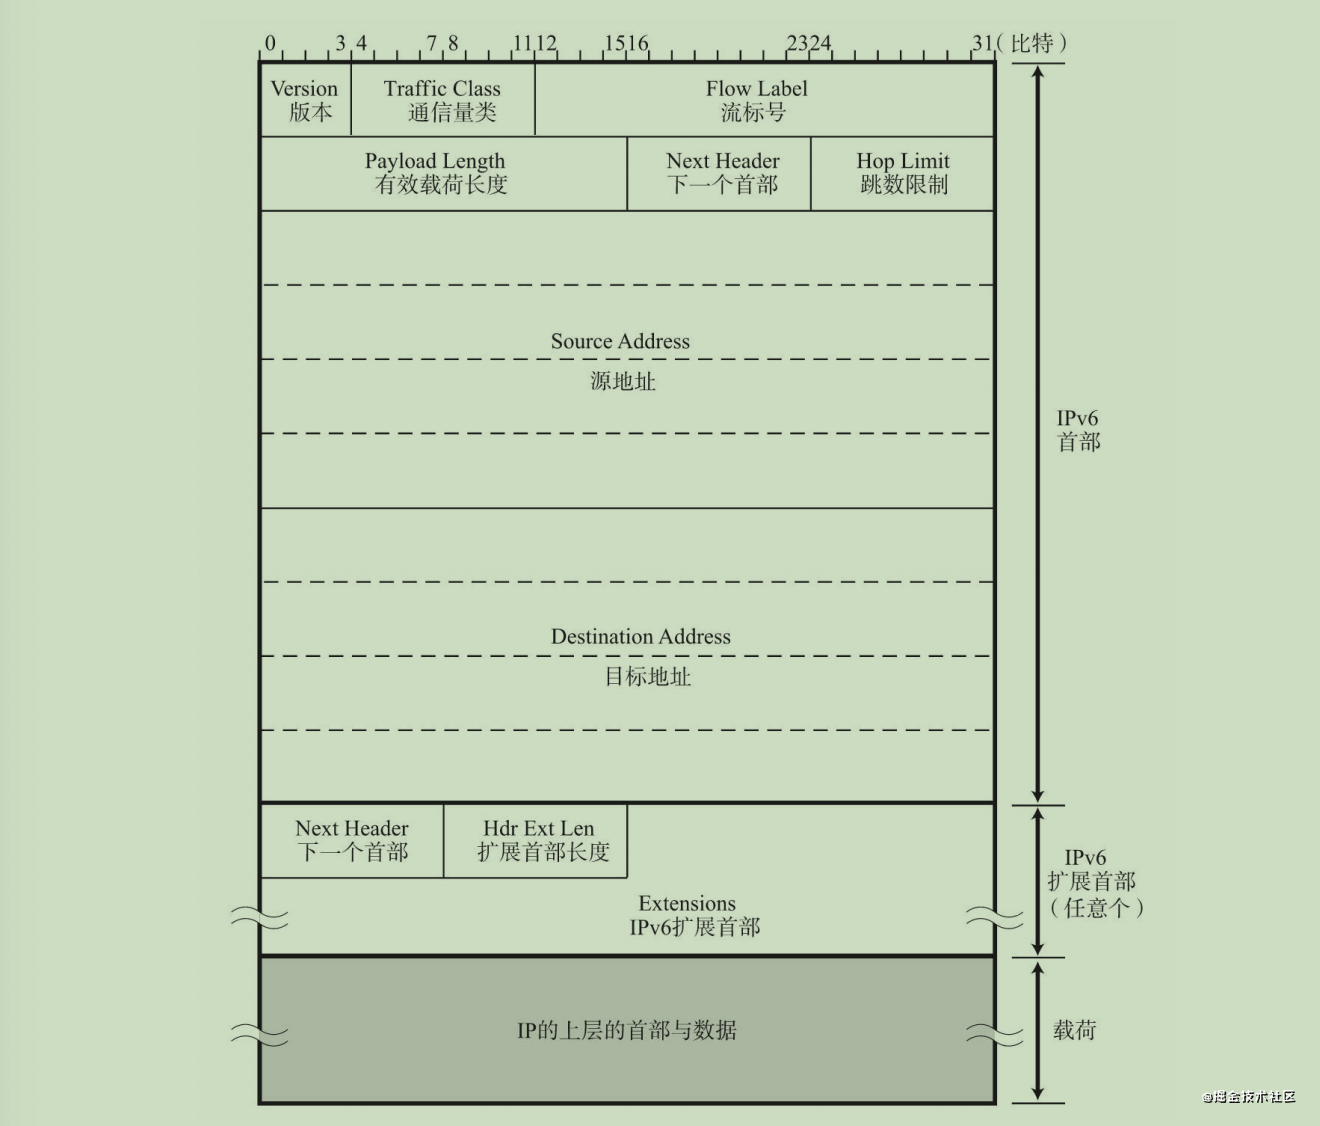 0 3 4 7 8 11 12 15 16 23 24 31 (比特)
Version Traffic Class Flow Label
版本 通信量类 流标号
Payload Length Next Header Hop Limit
有效载荷长度 下一个首部 跳数限制
Source Address
源地址
IPv6
首部
Destination Address
目标地址
Next Header Hdr Ext Len
下一个首部 扩展首部长度
IPv6
扩展首部
(任意个)
Extensions
IPv6扩展首部
IP的上层的首部与数据
载荷
@掘金技术社区